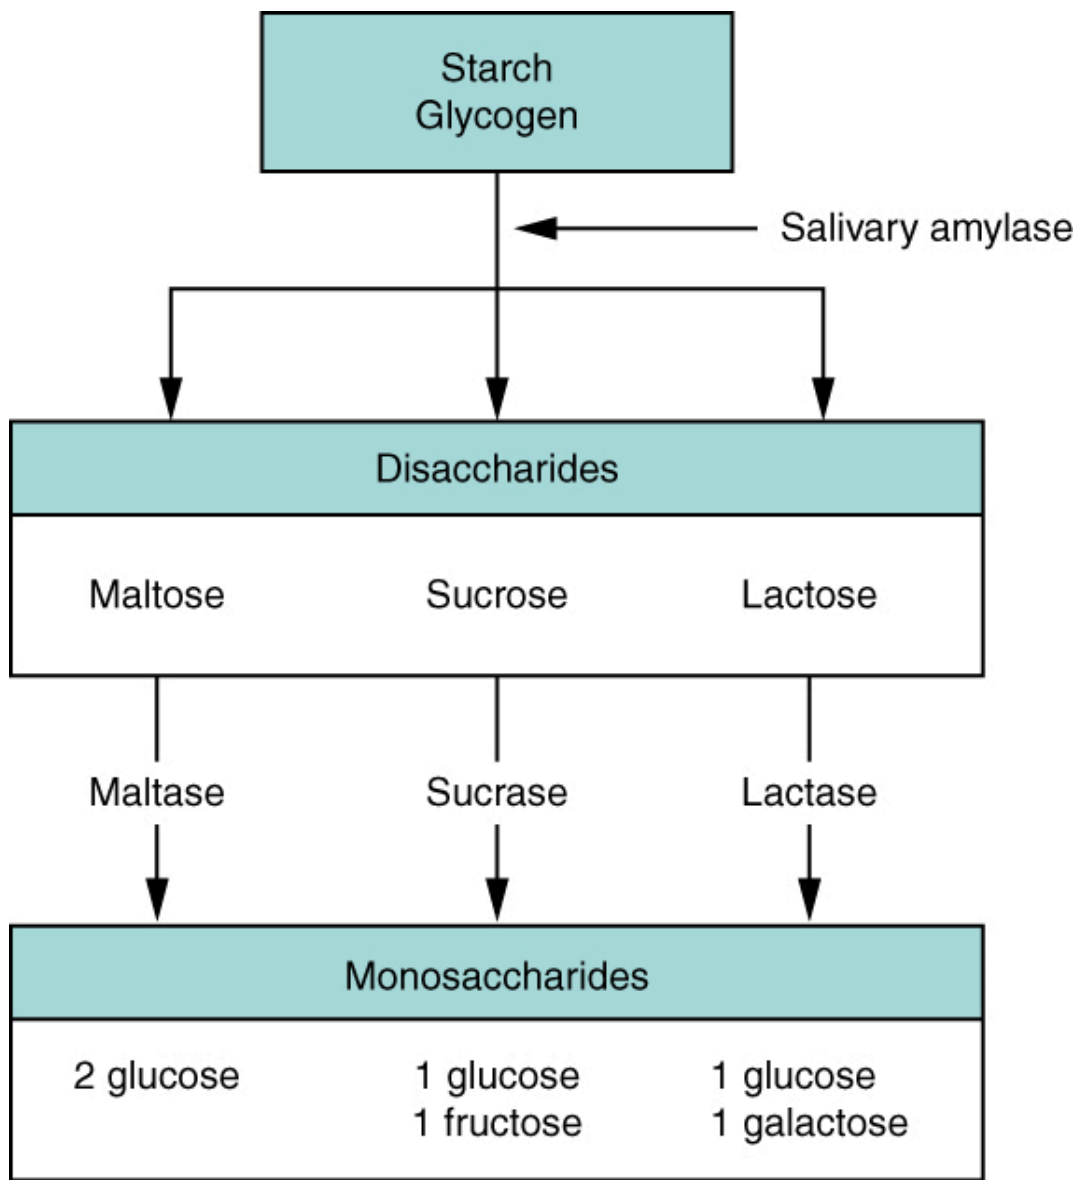 Starch
Glycogen
Salivary amylase
Disaccharides
Maltose Sucrose Lactose
Maltase Sucrase Lactase
Monosaccharides
2 glucose 1 glucose 1 glucose
1 fructose 1 galactose